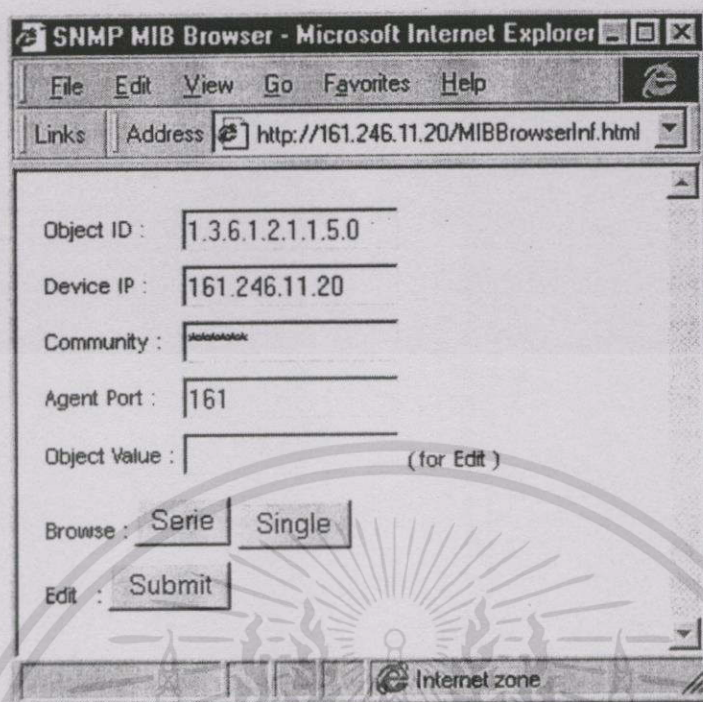 SNMP MIB Browser - Microsoft Internet Explorer
File Edit View Go Favorites Help
Links Address http://161.246.11.20/MIBBrowserInf.html
Object ID : 1.3.6.1.2.1.1.5.0
Device IP : 161.246.11.20
Community : ******
Agent Port : 161
Object Value : (for Edit )
Browse : Serie Single
Edit : Submit
Internet zone